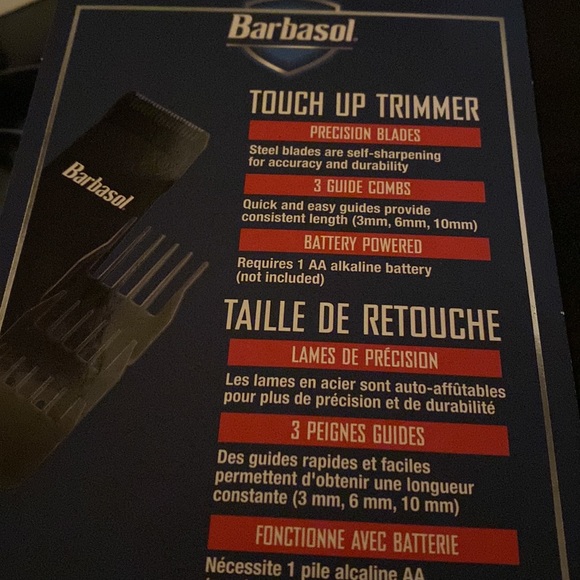 Barbasol
TOUCH UP TRIMMER
PRECISION BLADES
Steel blades are self-sharpening
for accuracy and durability
3 GUIDE COMBS
Quick and easy guides provide
consistent length (3mm, 6mm, 10mm)
BATTERY POWERED
Requires 1 AA alkaline battery
(not included)
Barbasol
TAILLE DE RETOUCHE
LAMES DE PRÉCISION
Les lames en acier sont auto-affûtables
pour plus de précision et de durabilité
3 PEIGNES GUIDES
Des guides rapides et faciles
permettent d'obtenir une longueur
constante (3 mm, 6 mm, 10 mm)
FONCTIONNE AVEC BATTERIE
Nécessite 1 pile alcaline AA